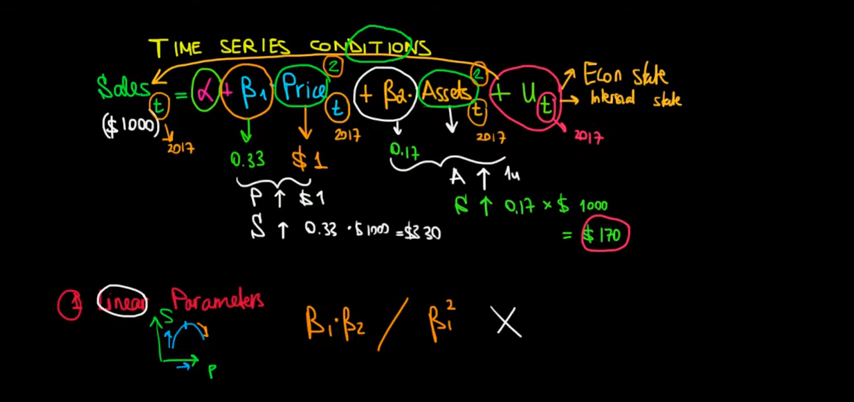 TIME SERIES CONDITIONS
Sales t = α + β1 Price 2 t + β2. Assets 2 t + U t
Econ state
Internal state
($1000)
2017
2017
2017
2017
0.33
$1
0.17
P ↑ $1
A ↑ 1u
S ↑ 0.33 · $1000 = $330
S ↑ 0.17 × $1000
= $170
1 Linear Parameters
S
P
β1·β2 / β1² X